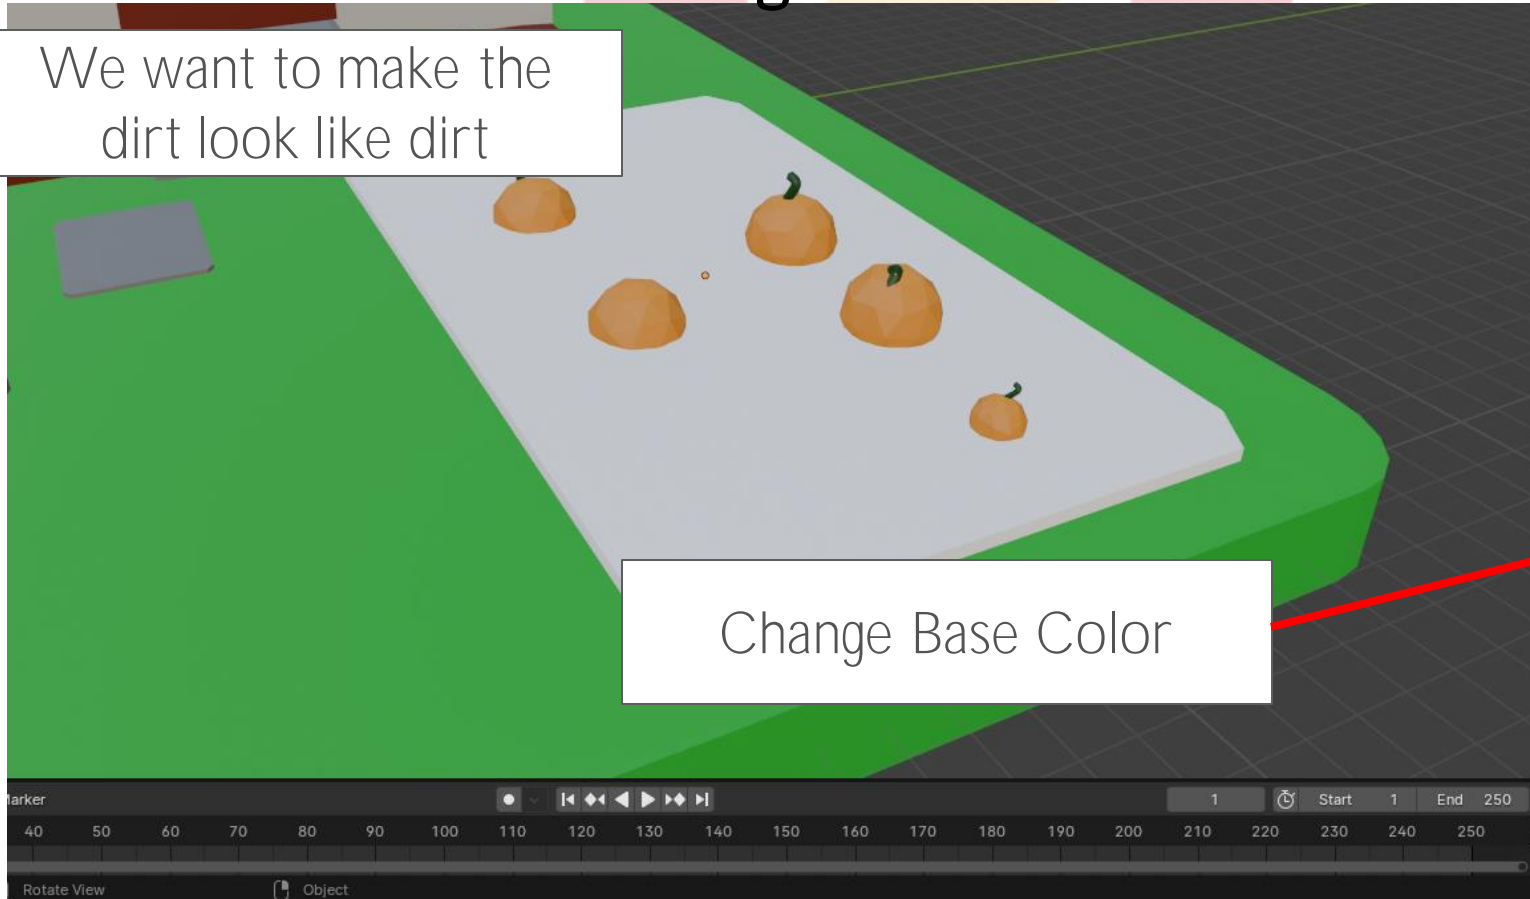 We want to make the
dirt look like dirt
Change Base Color
Marker
1
Start 1
End 250
40 50 60 70 80 90 100 110 120 130 140 150 160 170 180 190 200 210 220 230 240 250
Rotate View
Object